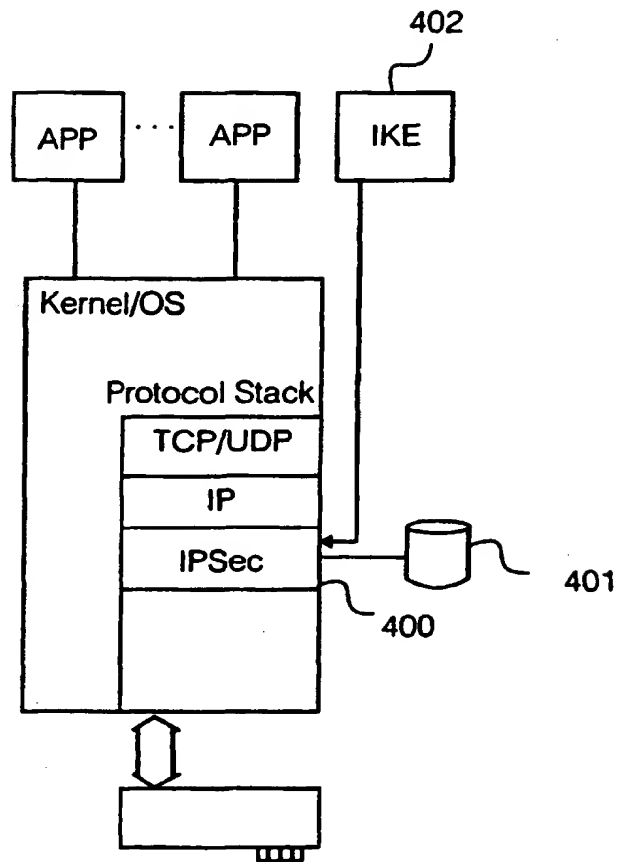 402
APP ... APP
IKE
Kernel/OS
Protocol Stack
TCP/UDP
IP
IPSec
401
400